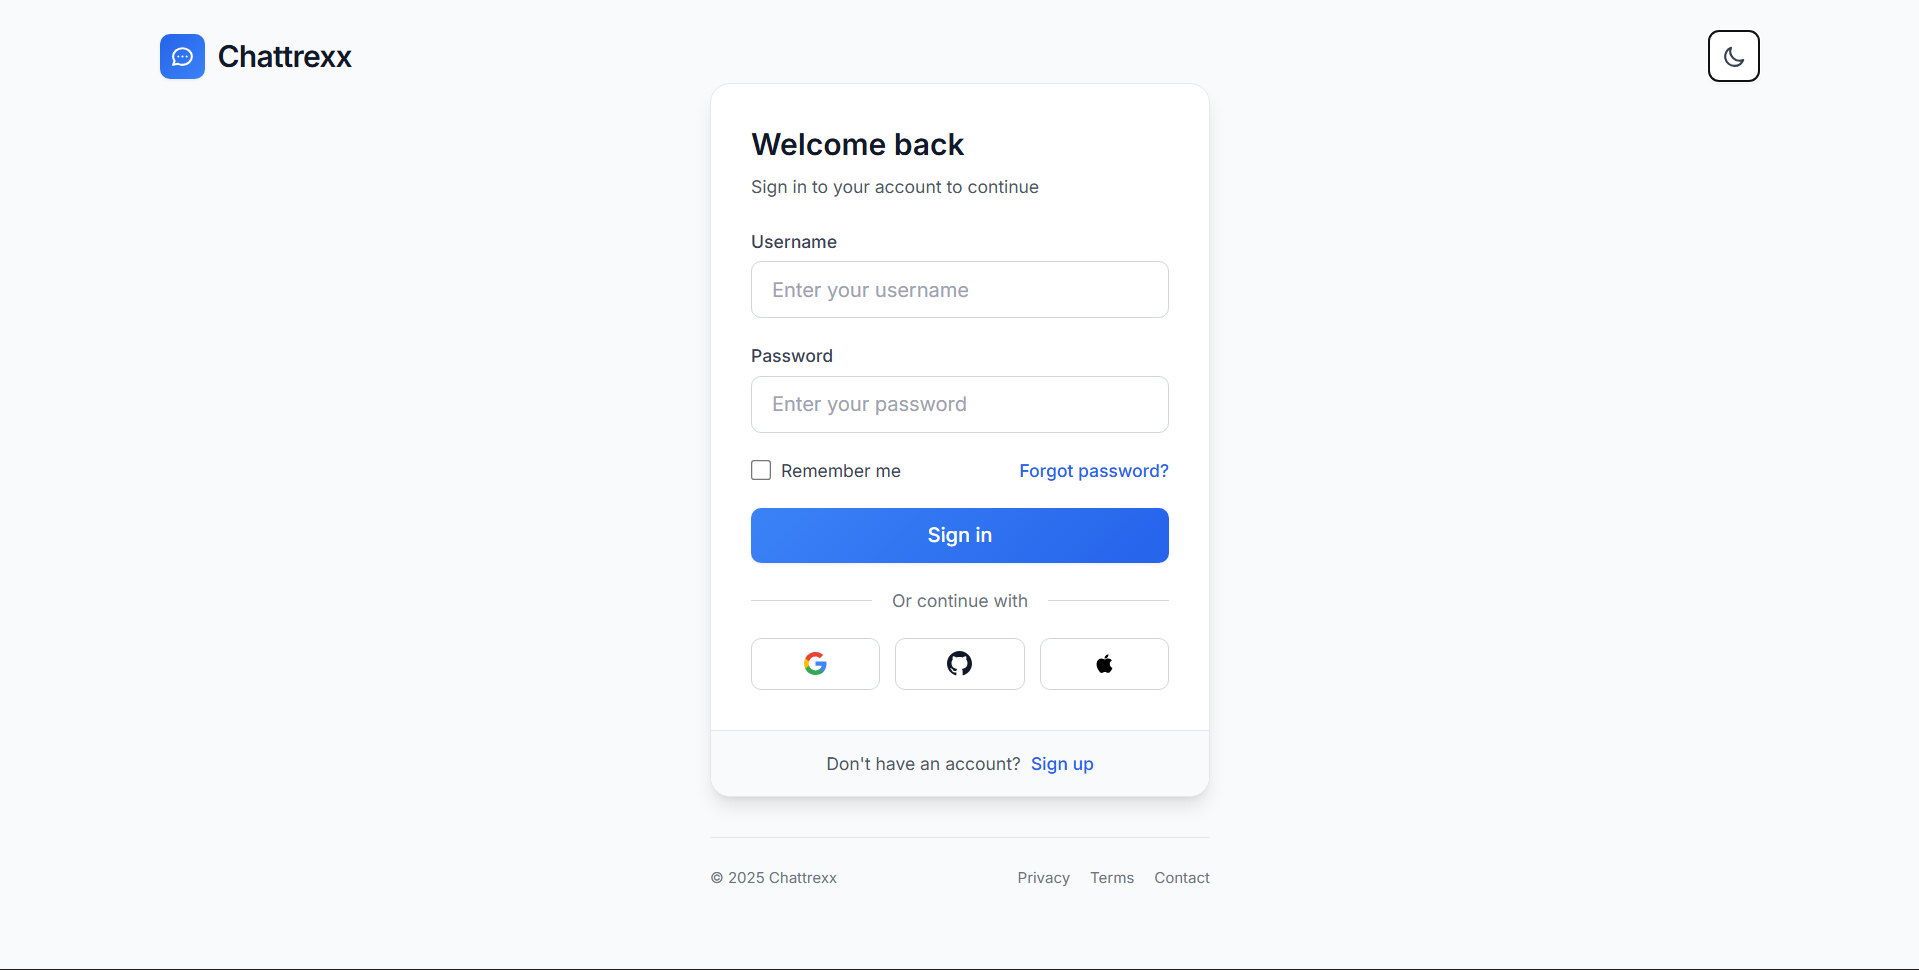 Chattrexx
Welcome back
Sign in to your account to continue
Username
Enter your username
Password
Enter your password
Remember me
Forgot password?
Sign in
Or continue with
Don't have an account? Sign up
© 2025 Chattrexx
Privacy Terms Contact